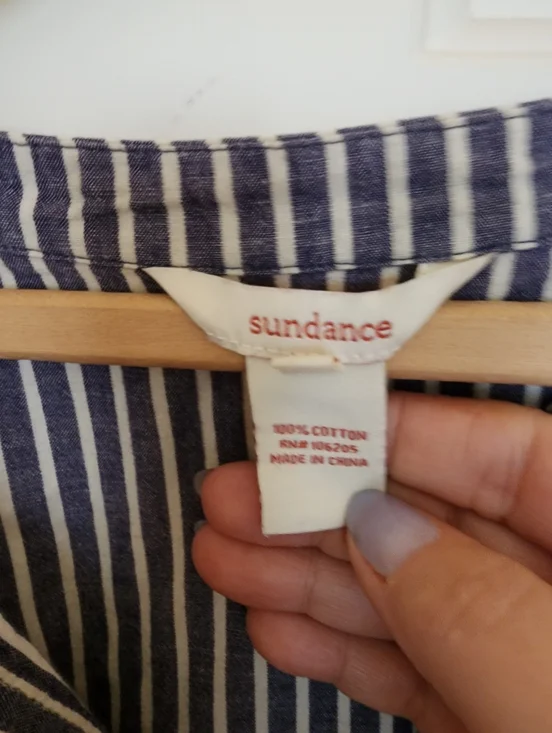 sundance
100% COTTON
RN# 106205
MADE IN CHINA